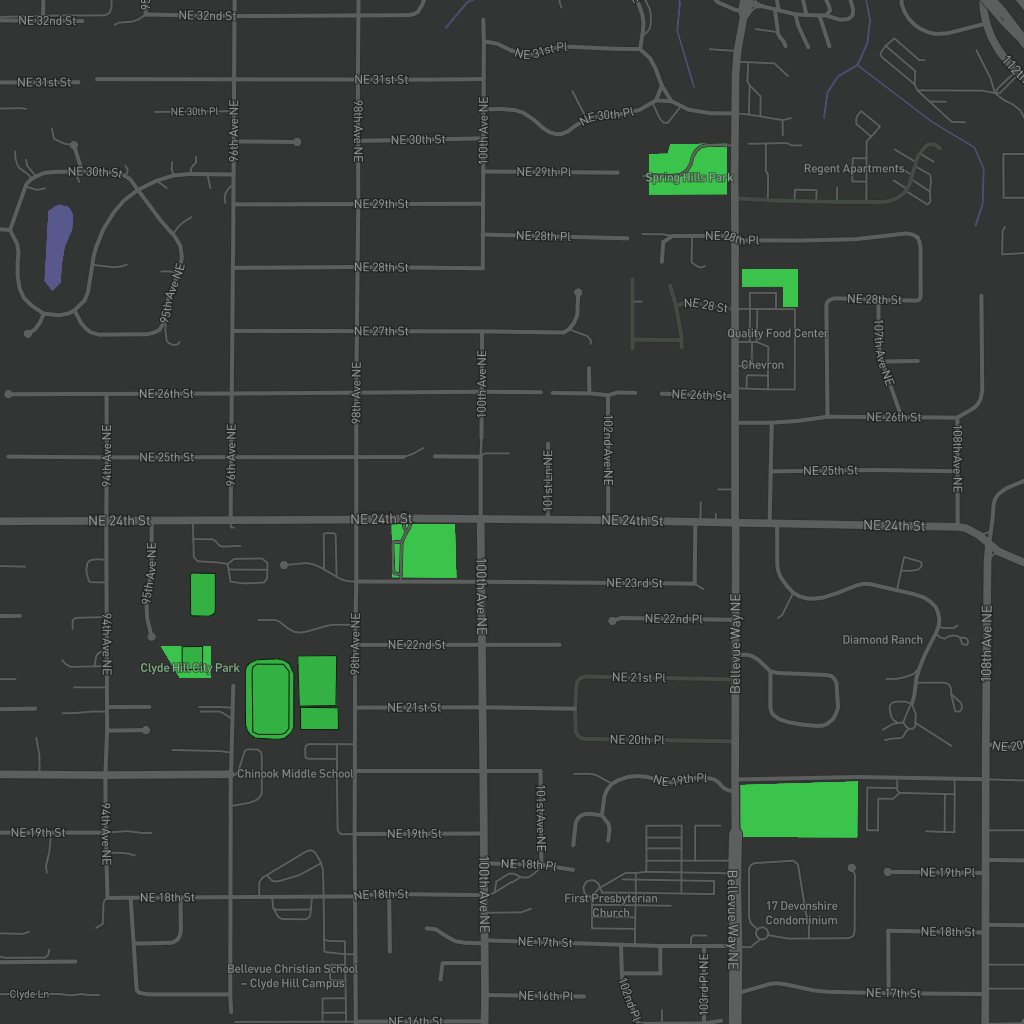 NE 32nd St
95
NE 32nd St
NE 31st Pl
112th
NE 31st St
NE 31st St
NE 30th Pl
96th Ave NE
98th Ave NE
100th Ave NE
NE 30th Pl
NE 30th St
NE 30th St
NE 29th Pl
Spring Hills Park
Regent Apartments
NE 29th St
NE 28th Pl
NE 28th Pl
NE 28th St
95th Ave NE
NE 28 St
NE 28th St
NE 27th St
Quality Food Center
107th Ave NE
Chevron
98th Ave NE
100th Ave NE
NE 26th St
NE 26th St
NE 26th St
94th Ave NE
96th Ave NE
102nd Ave NE
108th Ave NE
NE 25th St
101st Ln NE
NE 25th St
NE 24th St
NE 24th St
NE 24th St
NE 24th St
95th Ave NE
100th Ave NE
NE 23rd St
94th Ave NE
98th Ave NE
NE 22nd Pl
Bellevue Way NE
108th Ave NE
NE 22nd St
Diamond Ranch
Clyde Hill City Park
NE 21st Pl
NE 21st St
NE 20th Pl
NE 20
Chinook Middle School
NE 19th Pl
94th Ave NE
101st Ave NE
NE 19th St
NE 19th St
NE 18th Pl
100th Ave NE
NE 19th Pl
NE 18th St
NE 18th St
First Presbyterian
Church
Bellevue Way NE
17 Devonshire
Condominium
NE 17th St
NE 18th St
Bellevue Christian School
– Clyde Hill Campus
Clyde Ln
102nd Pl
103rd Pl NE
NE 16th Pl
NE 17th St
NE 16th St